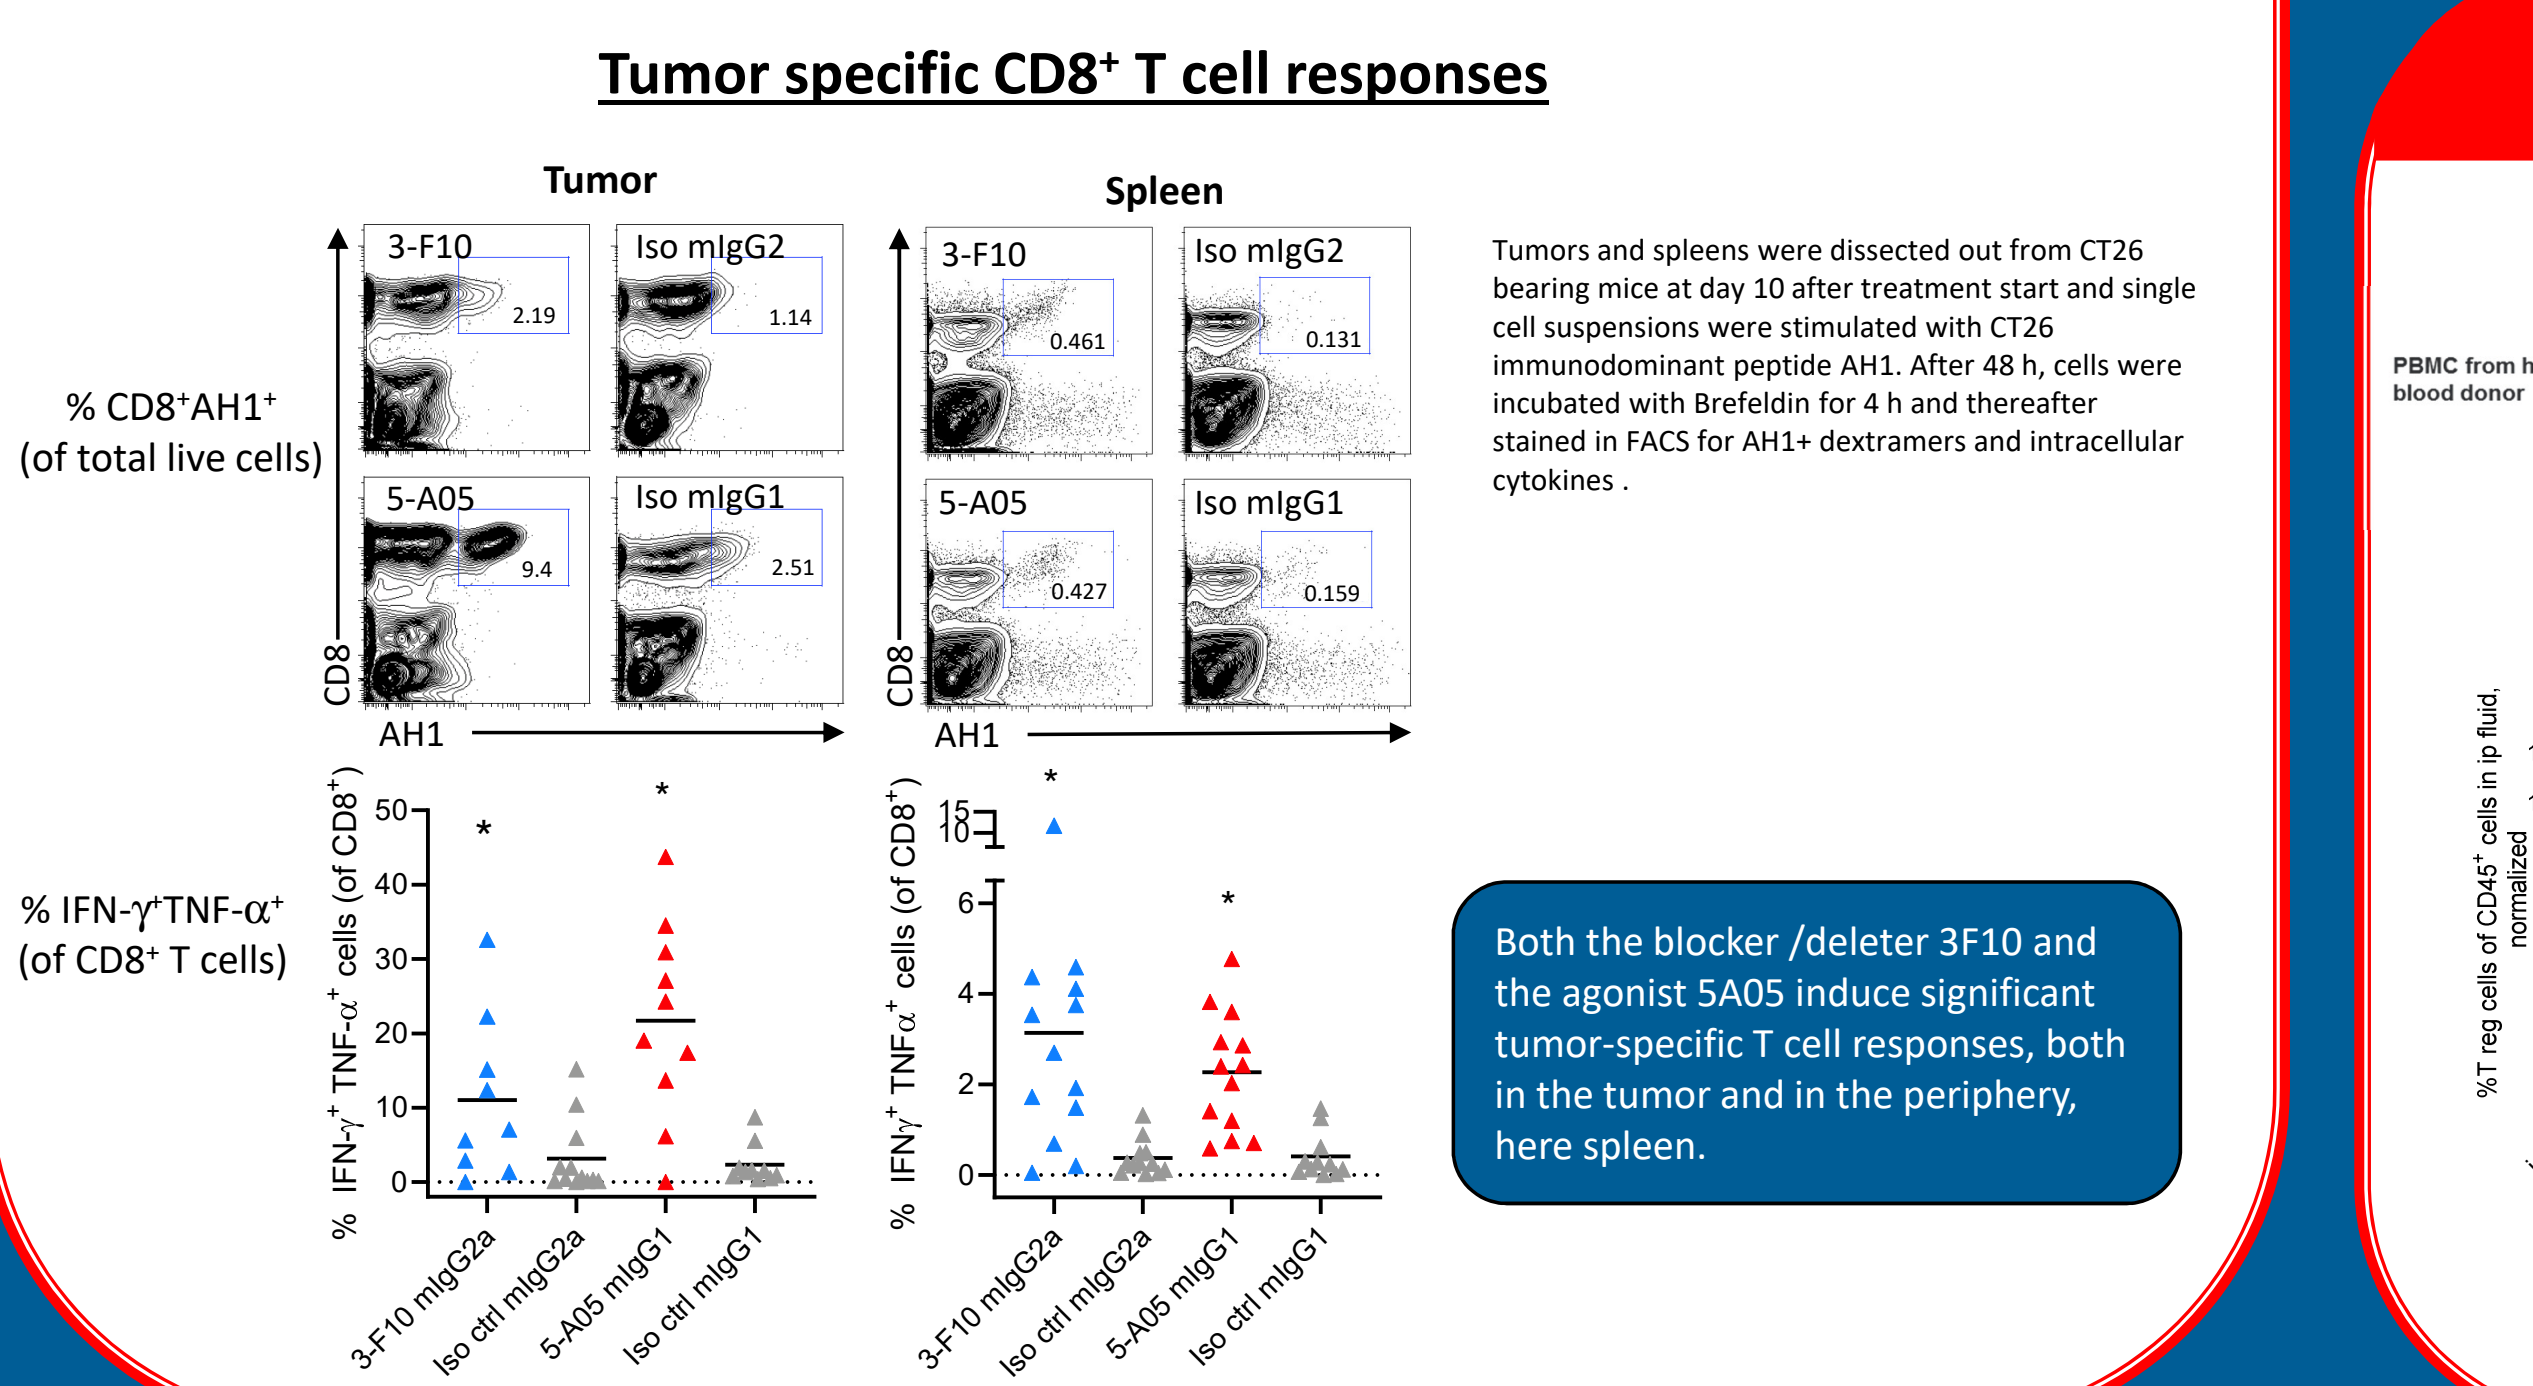 Tumor specific CD8⁺ T cell responses
Tumor
Spleen
3-F10
2.19
Iso mIgG2
1.14
3-F10
0.461
Iso mIgG2
0.131
Tumors and spleens were dissected out from CT26
bearing mice at day 10 after treatment start and single
cell suspensions were stimulated with CT26
immunodominant peptide AH1. After 48 h, cells were
incubated with Brefeldin for 4 h and thereafter
stained in FACS for AH1+ dextramers and intracellular
cytokines .
% CD8⁺AH1⁺
(of total live cells)
5-A05
9.4
Iso mIgG1
2.51
5-A05
0.427
Iso mIgG1
0.159
CD8
AH1
CD8
AH1
% IFN-γ⁺TNF-α⁺
(of CD8⁺ T cells)
% IFN-γ⁺ TNF-α⁺ cells (of CD8⁺)
50
40
30
20
10
0
*
*
3-F10 mIgG2a
Iso ctrl mIgG2a
5-A05 mIgG1
Iso ctrl mIgG1
% IFNγ⁺ TNFα⁺ cells (of CD8⁺)
15
10
6
4
2
0
*
*
3-F10 mIgG2a
Iso ctrl mIgG2a
5-A05 mIgG1
Iso ctrl mIgG1
Both the blocker /deleter 3F10 and
the agonist 5A05 induce significant
tumor-specific T cell responses, both
in the tumor and in the periphery,
here spleen.
PBMC from h
blood donor
%T reg cells of CD45⁺ cells in ip fluid,
normalized